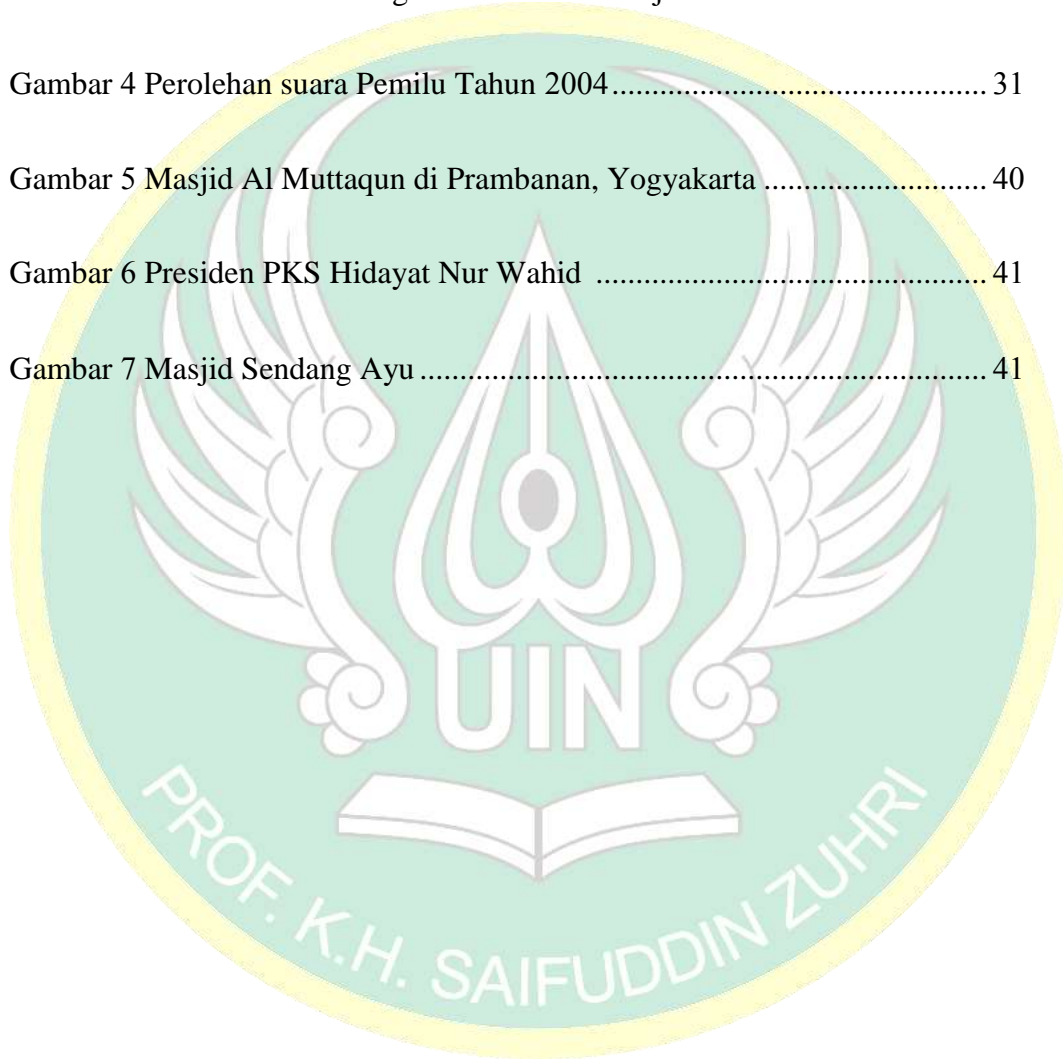 Gambar 4 Perolehan suara Pemilu Tahun 2004............................................ 31
Gambar 5 Masjid Al Muttaqun di Prambanan, Yogyakarta .......................... 40
Gambar 6 Presiden PKS Hidayat Nur Wahid .............................................. 41
Gambar 7 Masjid Sendang Ayu................................................................... 41
UIN
PROF. K.H. SAIFUDDIN ZUHRI